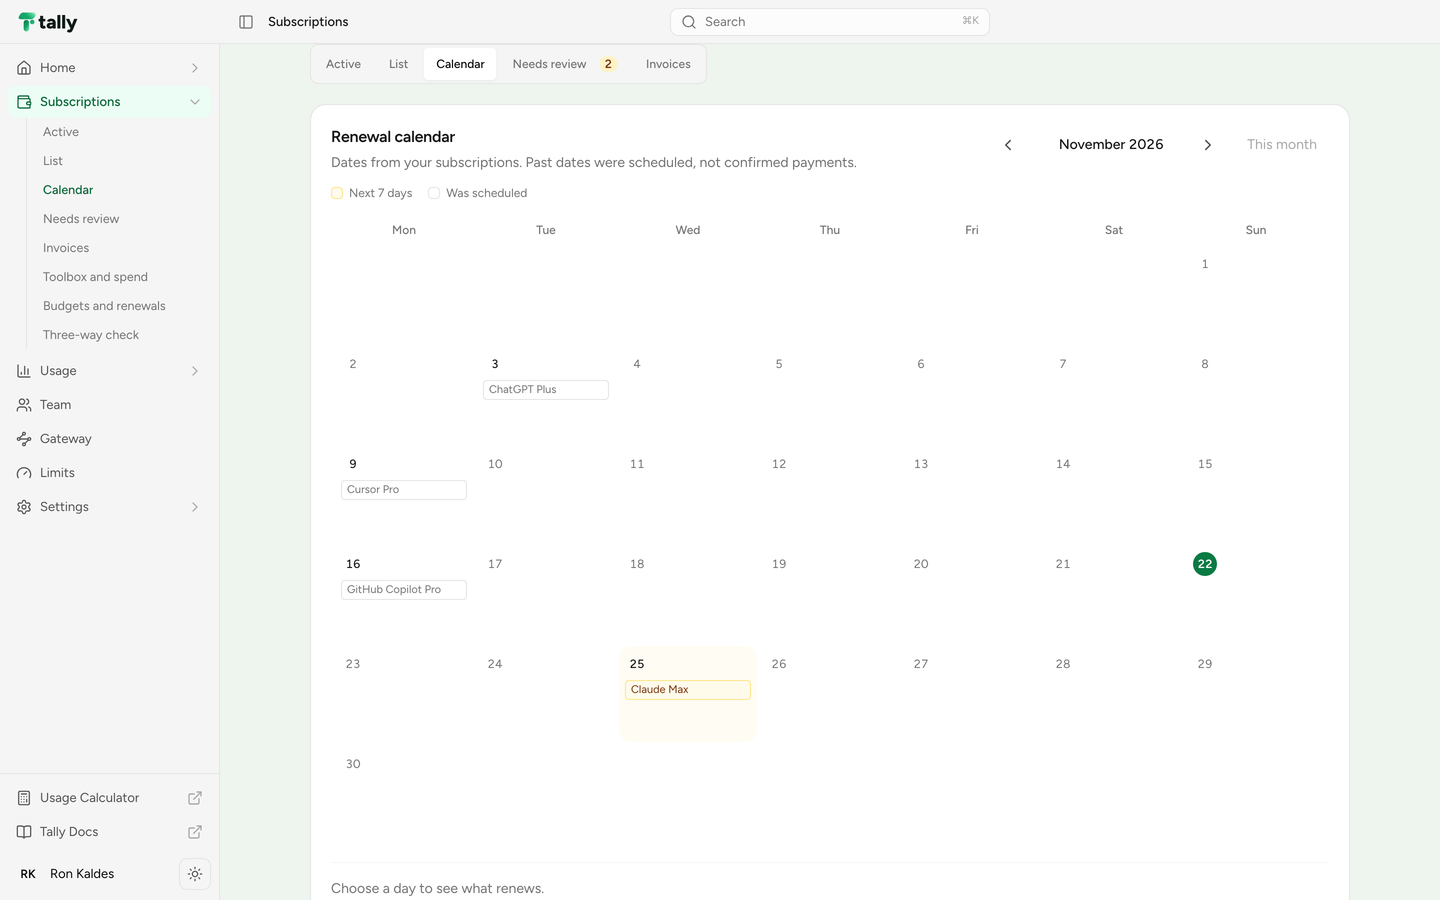 tally
Subscriptions
Search
⌘K
Home
Subscriptions
Active
List
Calendar
Needs review
Invoices
Toolbox and spend
Budgets and renewals
Three-way check
Usage
Team
Gateway
Limits
Settings
Usage Calculator
Tally Docs
RK Ron Kaldes
Active List Calendar Needs review 2 Invoices
Renewal calendar
November 2026
This month
Dates from your subscriptions. Past dates were scheduled, not confirmed payments.
Next 7 days Was scheduled
Mon Tue Wed Thu Fri Sat Sun
1
2 3 4 5 6 7 8
ChatGPT Plus
9 10 11 12 13 14 15
Cursor Pro
16 17 18 19 20 21 22
GitHub Copilot Pro
23 24 25 26 27 28 29
Claude Max
30
Choose a day to see what renews.